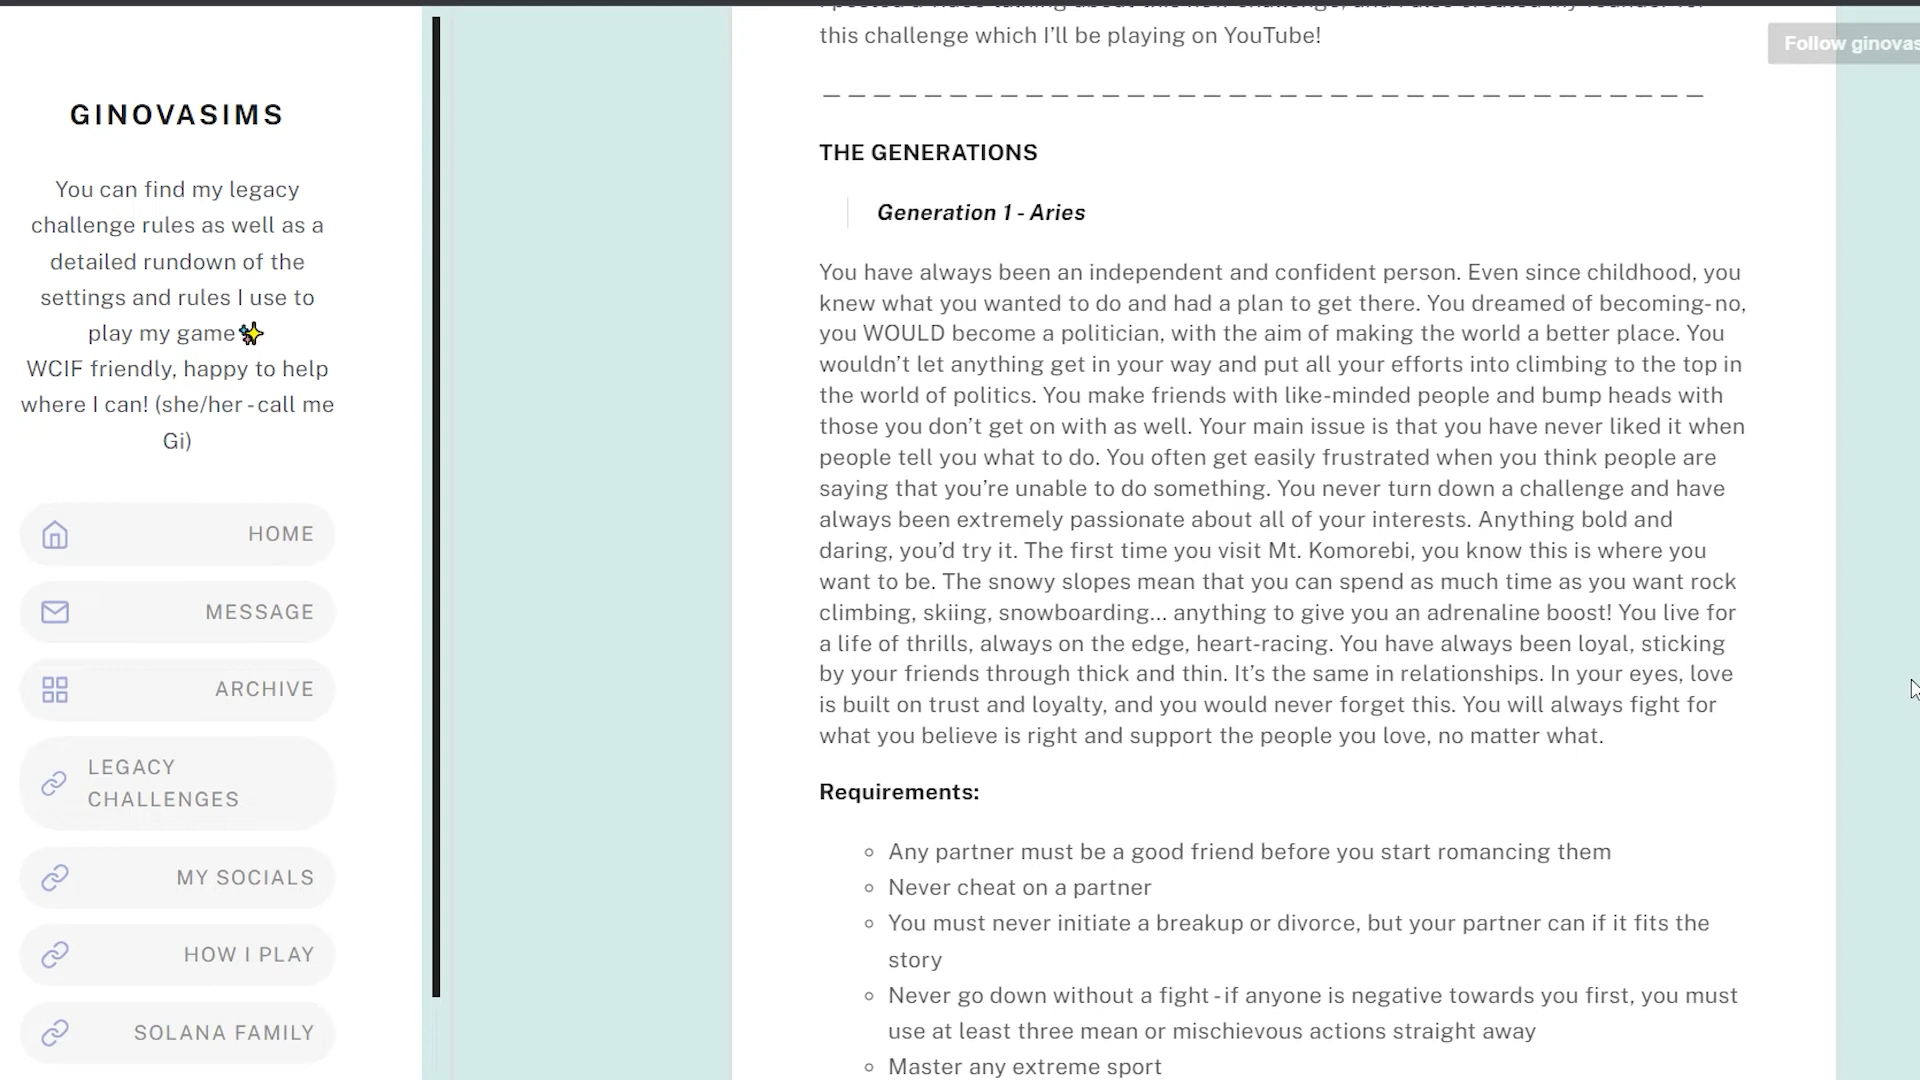 GINOVASIMS
You can find my legacy
challenge rules as well as a
detailed rundown of the
settings and rules I use to
play my game✨
WCIF friendly, happy to help
where I can! (she/her - call me
Gi)
HOME
MESSAGE
ARCHIVE
LEGACY
CHALLENGES
MY SOCIALS
HOW I PLAY
SOLANA FAMILY
this challenge which I'll be playing on YouTube!
Follow ginovas
— — — — — — — — — — — — — — — — — — — — — — — — — — — — — — — — — — —
THE GENERATIONS
Generation 1 - Aries
You have always been an independent and confident person. Even since childhood, you
knew what you wanted to do and had a plan to get there. You dreamed of becoming- no,
you WOULD become a politician, with the aim of making the world a better place. You
wouldn't let anything get in your way and put all your efforts into climbing to the top in
the world of politics. You make friends with like-minded people and bump heads with
those you don't get on with as well. Your main issue is that you have never liked it when
people tell you what to do. You often get easily frustrated when you think people are
saying that you're unable to do something. You never turn down a challenge and have
always been extremely passionate about all of your interests. Anything bold and
daring, you'd try it. The first time you visit Mt. Komorebi, you know this is where you
want to be. The snowy slopes mean that you can spend as much time as you want rock
climbing, skiing, snowboarding... anything to give you an adrenaline boost! You live for
a life of thrills, always on the edge, heart-racing. You have always been loyal, sticking
by your friends through thick and thin. It's the same in relationships. In your eyes, love
is built on trust and loyalty, and you would never forget this. You will always fight for
what you believe is right and support the people you love, no matter what.
Requirements:
Any partner must be a good friend before you start romancing them
Never cheat on a partner
You must never initiate a breakup or divorce, but your partner can if it fits the
story
Never go down without a fight - if anyone is negative towards you first, you must
use at least three mean or mischievous actions straight away
Master any extreme sport